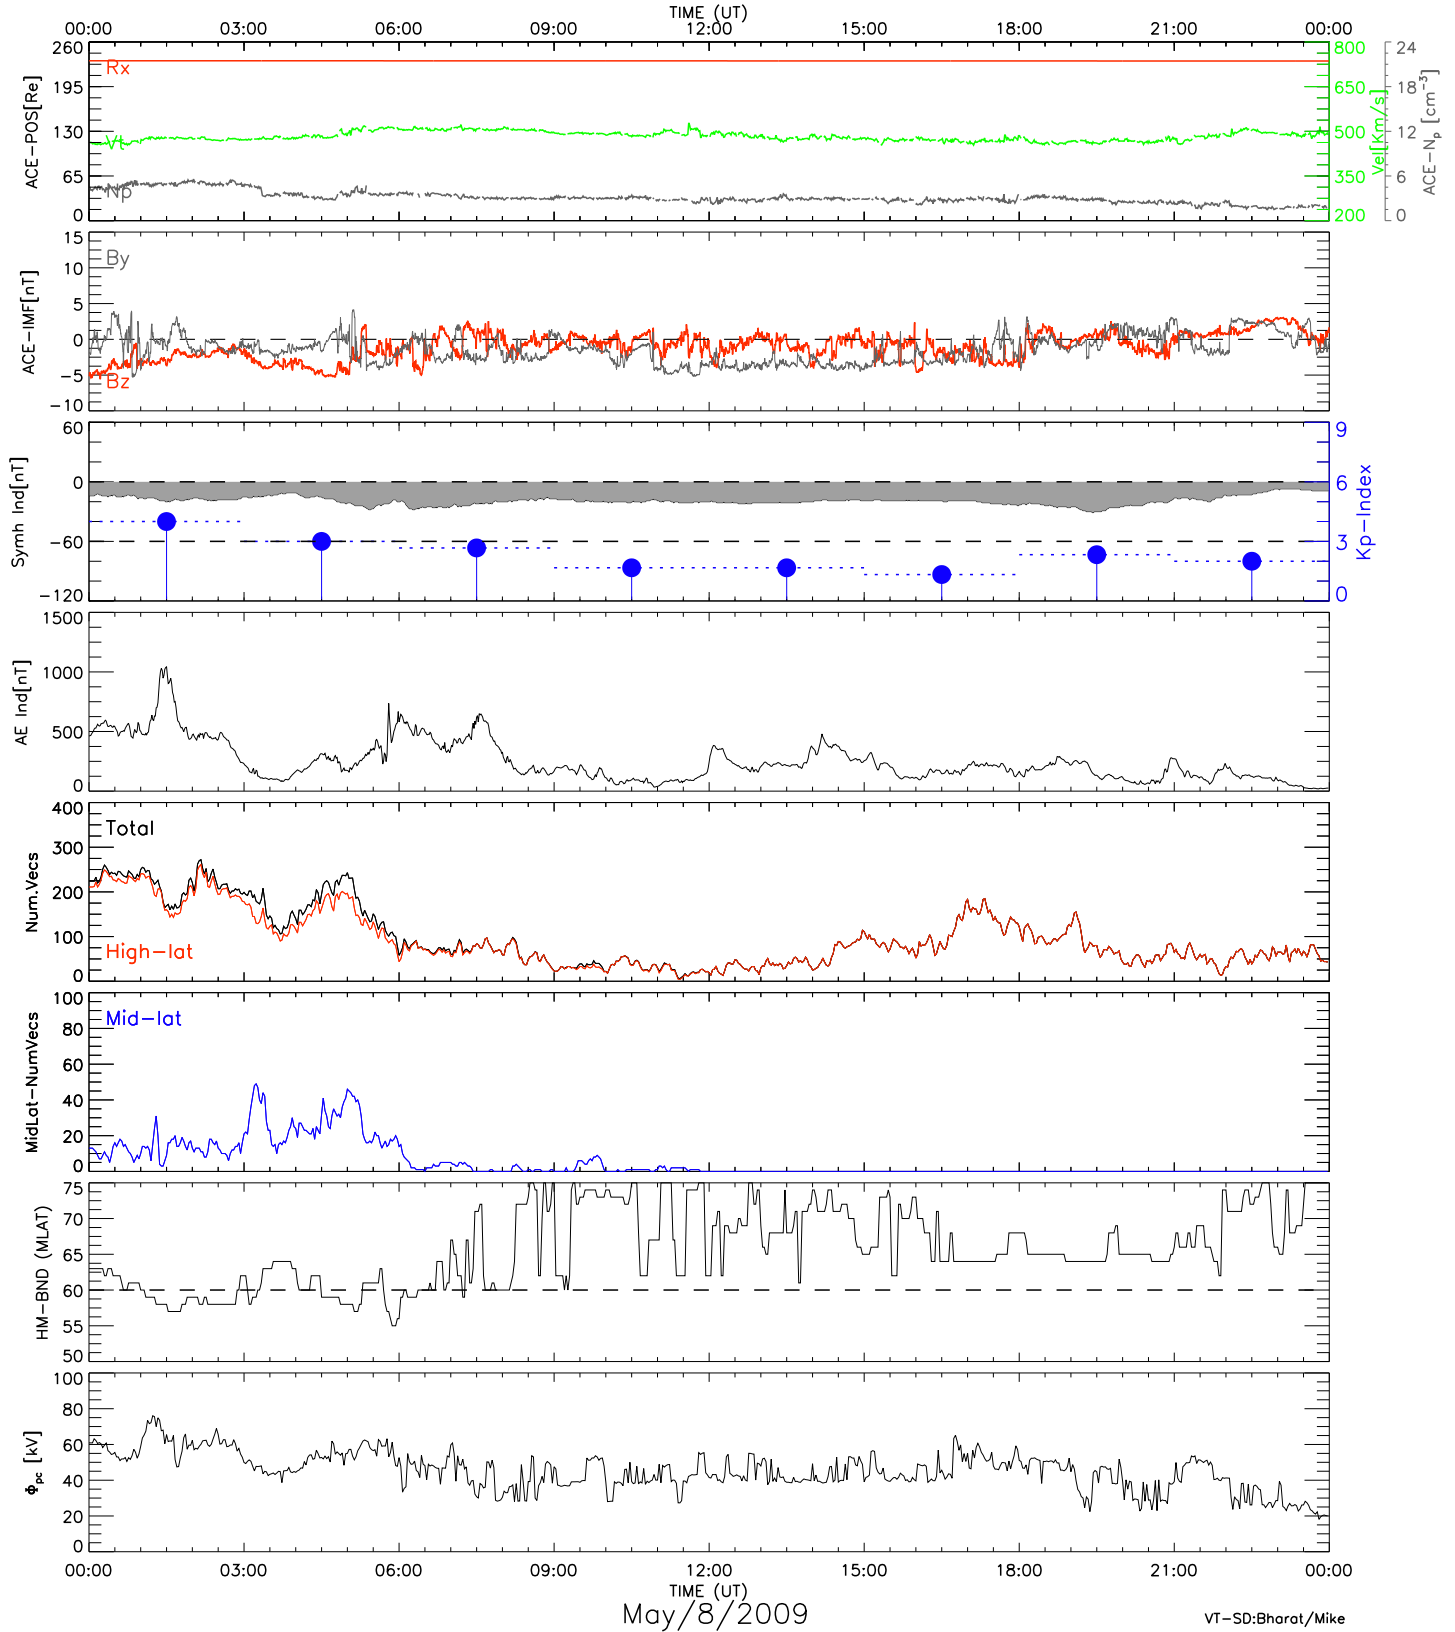 TIME (UT)
00:00 03:00 06:00 09:00 12:00 15:00 18:00 21:00 00:00
ACE-POS[Re]
260
195
130
65
0
Rx
Vt
Np
800
650
500
350
200
Vel[Km/s]
24
18
12
6
0
ACE-Np [cm-3]
ACE-IMF[nT]
15
10
5
0
-5
-10
By
Bz
Symh Ind[nT]
60
0
-60
-120
9
6
3
0
Kp-Index
AE Ind[nT]
1500
1000
500
0
Num.Vecs
400
300
200
100
0
Total
High-lat
MidLat-NumVecs
100
80
60
40
20
0
Mid-lat
HM-BND (MLAT)
75
70
65
60
55
50
Φpc [kV]
100
80
60
40
20
0
00:00 03:00 06:00 09:00 12:00 15:00 18:00 21:00 00:00
TIME (UT)
May/8/2009
VT-SD:Bharat/Mike